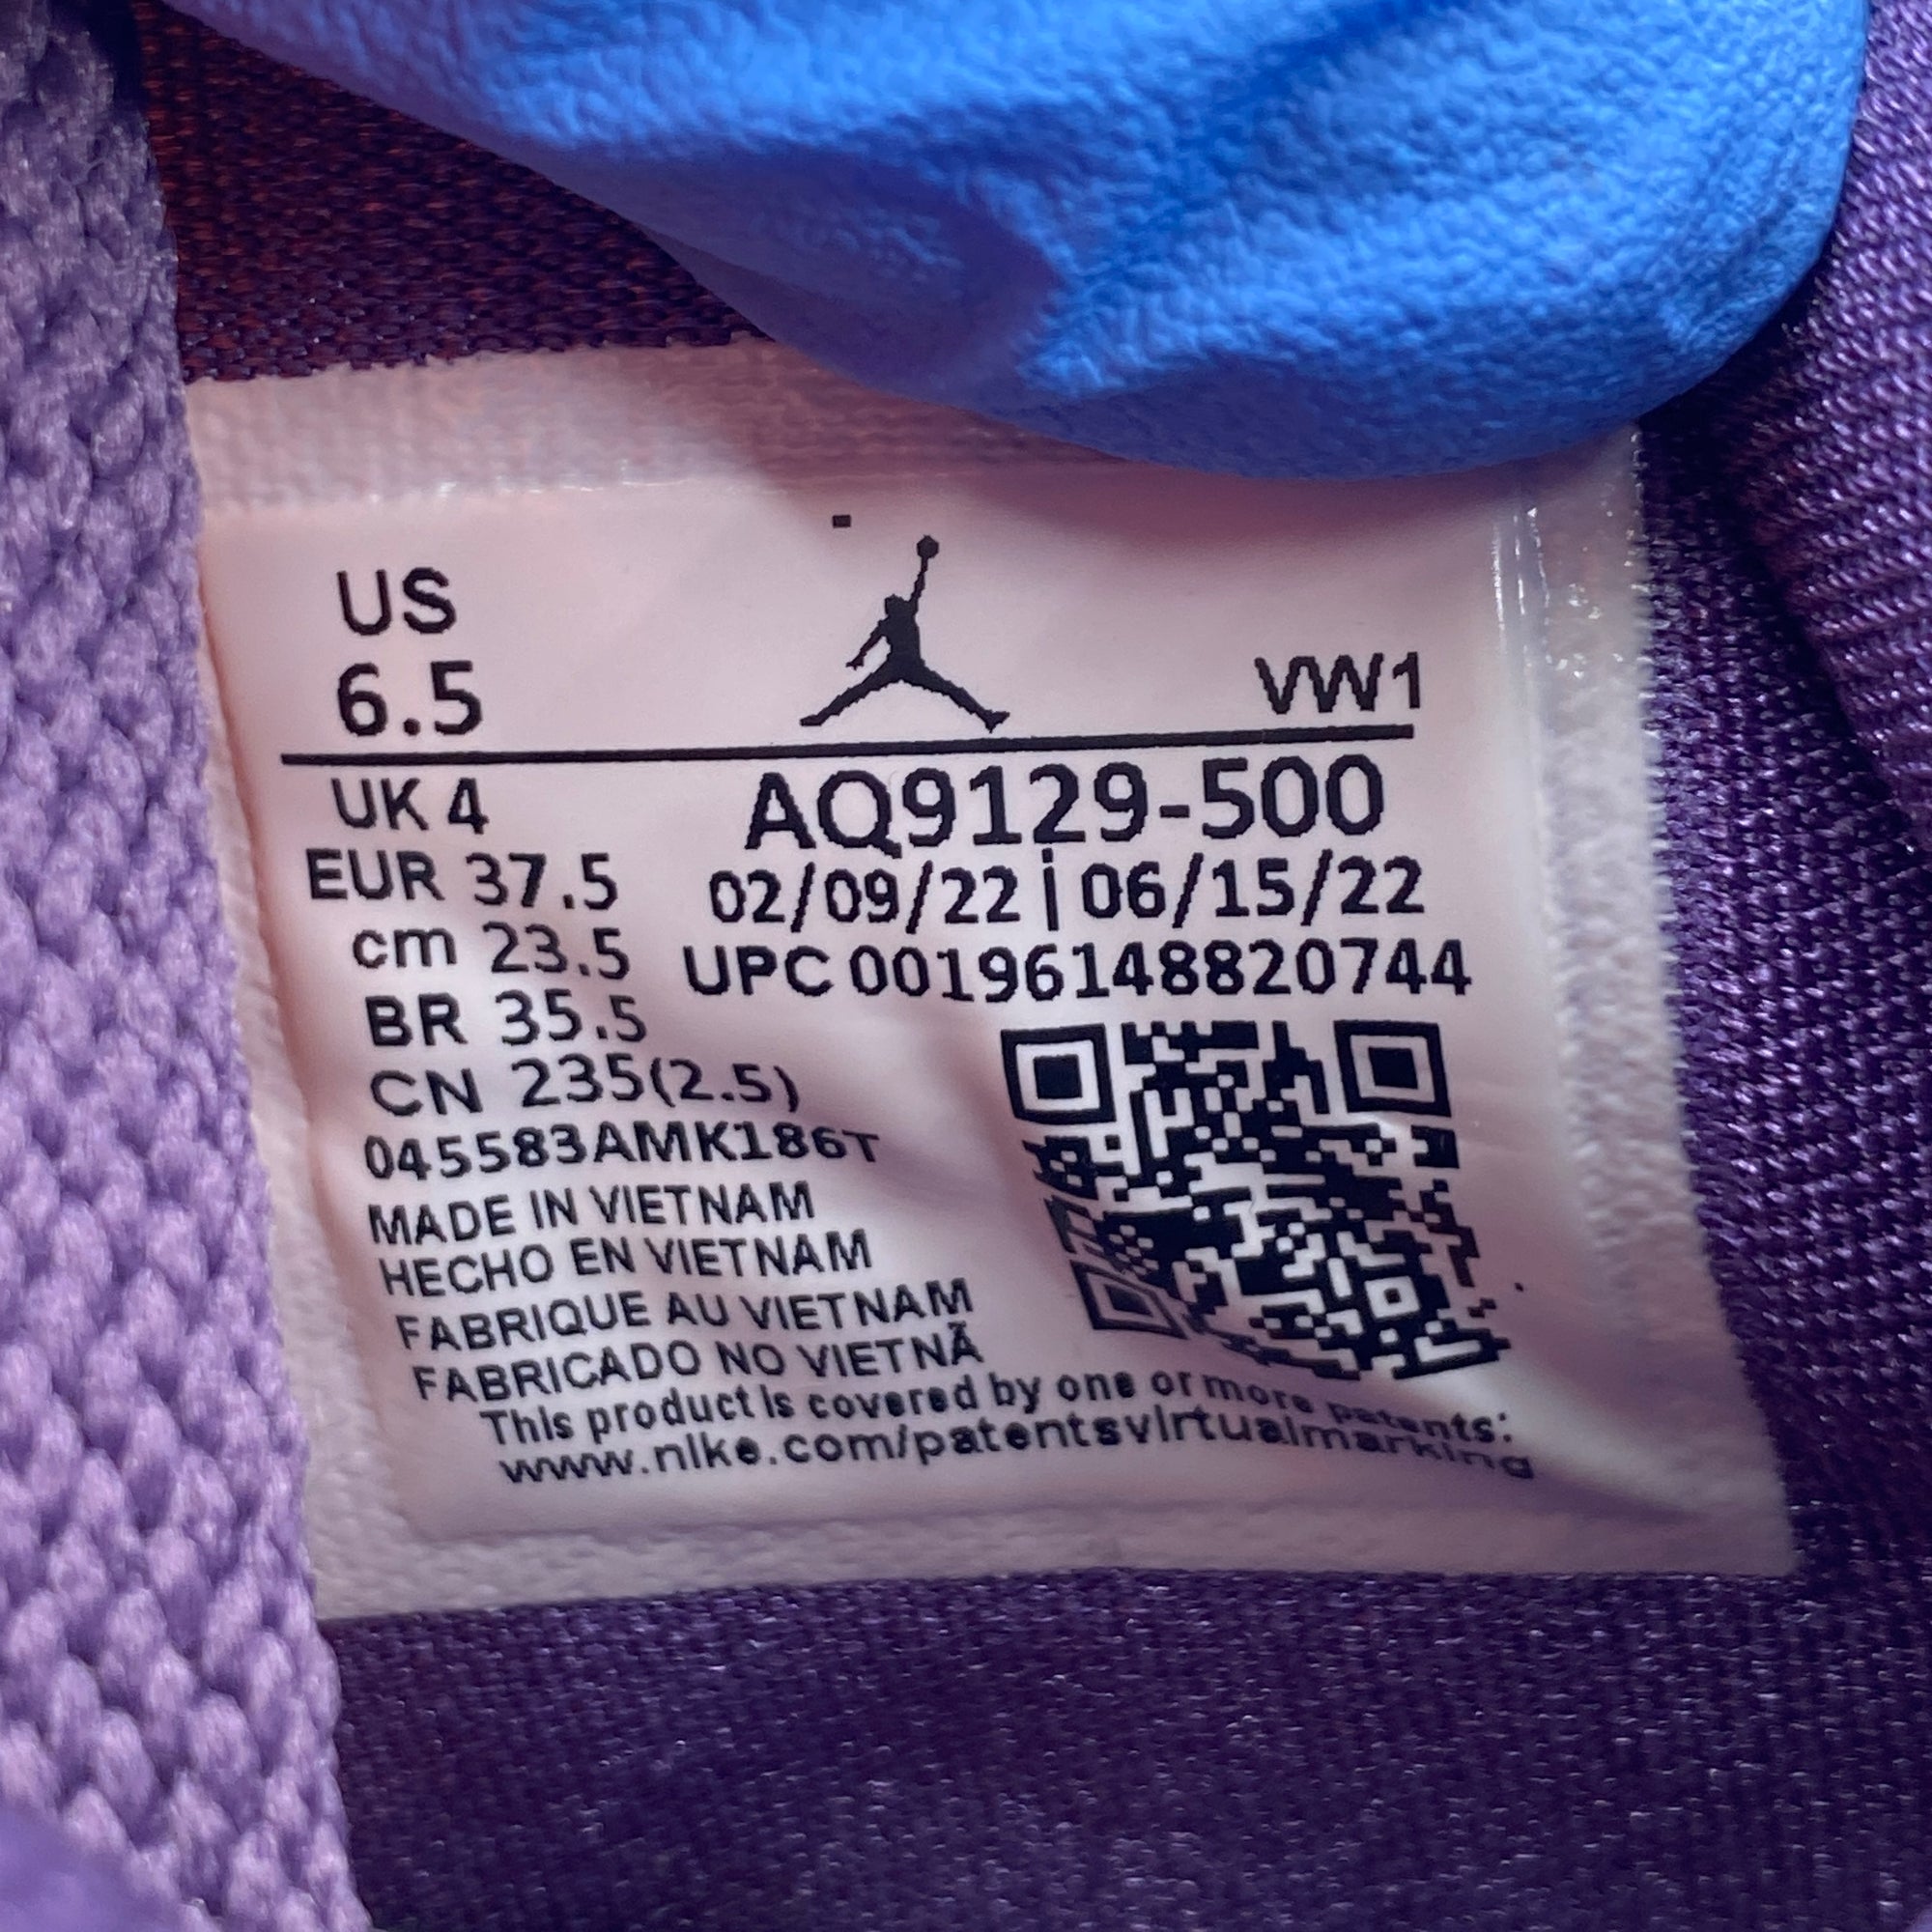 US
6.5
VW1
UK 4
AQ9129-500
EUR 37.5
02/09/22 | 06/15/22
cm 23.5
UPC 00196148820744
BR 35.5
CN 235(2.5)
045583AMK186T
MADE IN VIETNAM
HECHO EN VIETNAM
FABRIQUE AU VIETNAM
FABRICADO NO VIETNÃ
This product is covered by one or more patents:
www.nike.com/patentsvirtualmarking